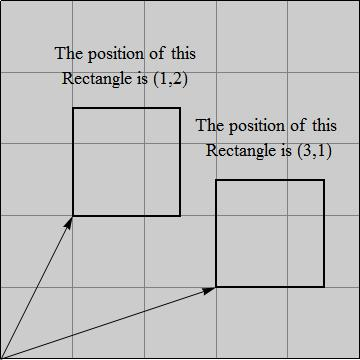 The position of this
Rectangle is (1,2)
The position of this
Rectangle is (3,1)